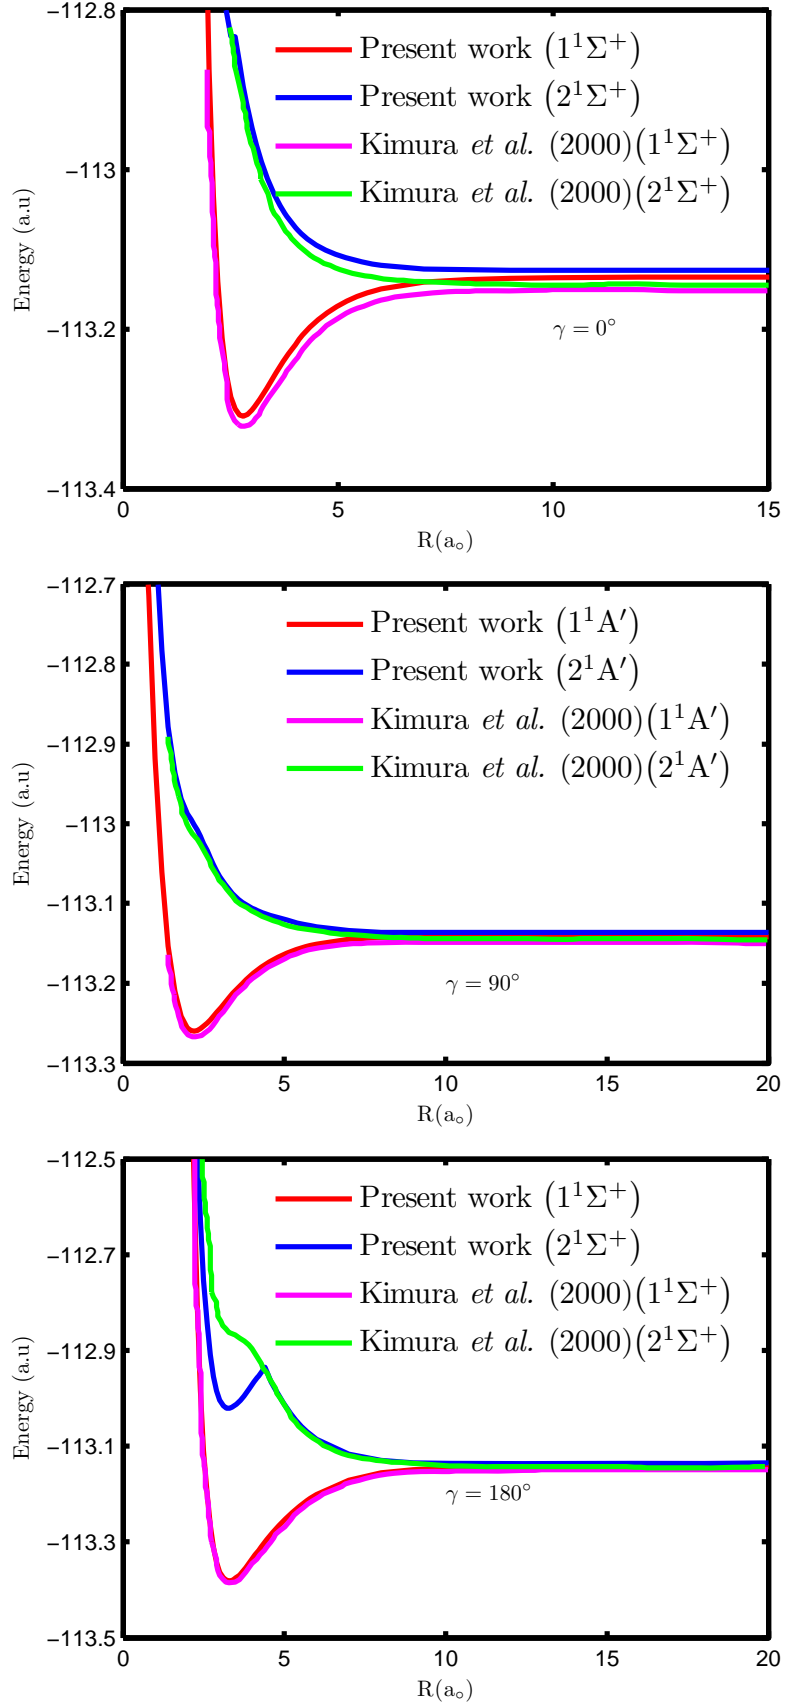 −112.8
−113
−113.2
−113.4
Energy (a.u)
Present work (1¹Σ⁺)
Present work (2¹Σ⁺)
Kimura et al. (2000)(1¹Σ⁺)
Kimura et al. (2000)(2¹Σ⁺)
γ = 0°
0 5 10 15
R(a₀)
−112.7
−112.8
−112.9
−113
−113.1
−113.2
−113.3
Energy (a.u)
Present work (1¹A′)
Present work (2¹A′)
Kimura et al. (2000)(1¹A′)
Kimura et al. (2000)(2¹A′)
γ = 90°
0 5 10 15 20
R(a₀)
−112.5
−112.7
−112.9
−113.1
−113.3
−113.5
Energy (a.u)
Present work (1¹Σ⁺)
Present work (2¹Σ⁺)
Kimura et al. (2000)(1¹Σ⁺)
Kimura et al. (2000)(2¹Σ⁺)
γ = 180°
0 5 10 15 20
R(a₀)